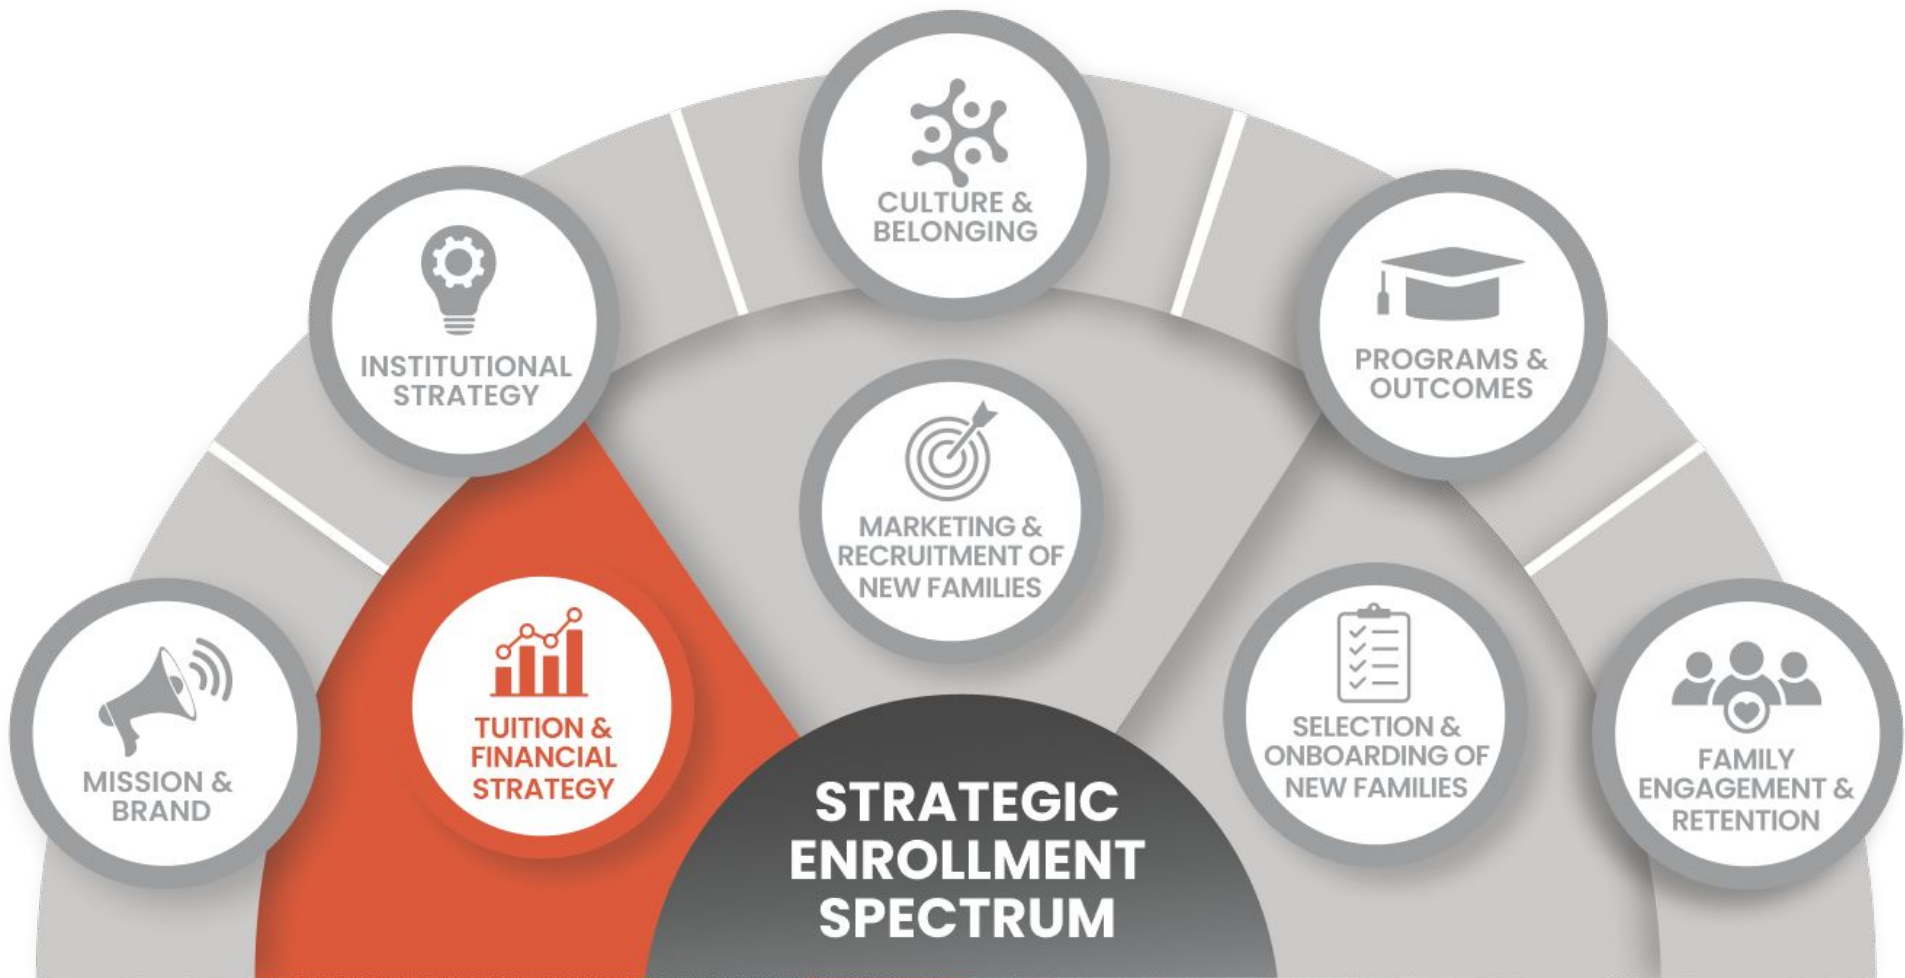 CULTURE &
BELONGING
INSTITUTIONAL
STRATEGY
PROGRAMS &
OUTCOMES
MARKETING &
RECRUITMENT OF
NEW FAMILIES
MISSION &
BRAND
TUITION &
FINANCIAL
STRATEGY
SELECTION &
ONBOARDING OF
NEW FAMILIES
FAMILY
ENGAGEMENT &
RETENTION
STRATEGIC
ENROLLMENT
SPECTRUM